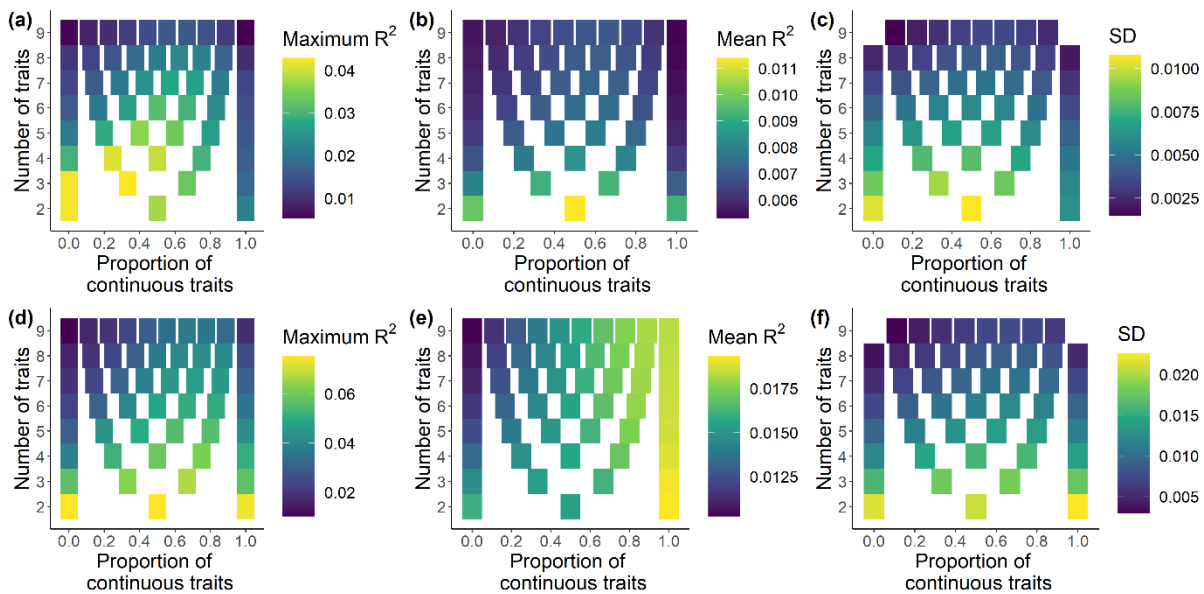 (a)
Number of traits
9
8
7
6
5
4
3
2
0.0 0.2 0.4 0.6 0.8 1.0
Proportion of
continuous traits
Maximum R²
0.04
0.03
0.02
0.01
(b)
Number of traits
9
8
7
6
5
4
3
2
0.0 0.2 0.4 0.6 0.8 1.0
Proportion of
continuous traits
Mean R²
0.011
0.010
0.009
0.008
0.007
0.006
(c)
Number of traits
9
8
7
6
5
4
3
2
0.0 0.2 0.4 0.6 0.8 1.0
Proportion of
continuous traits
SD
0.0100
0.0075
0.0050
0.0025
(d)
Number of traits
9
8
7
6
5
4
3
2
0.0 0.2 0.4 0.6 0.8 1.0
Proportion of
continuous traits
Maximum R²
0.06
0.04
0.02
(e)
Number of traits
9
8
7
6
5
4
3
2
0.0 0.2 0.4 0.6 0.8 1.0
Proportion of
continuous traits
Mean R²
0.0175
0.0150
0.0125
(f)
Number of traits
9
8
7
6
5
4
3
2
0.0 0.2 0.4 0.6 0.8 1.0
Proportion of
continuous traits
SD
0.020
0.015
0.010
0.005